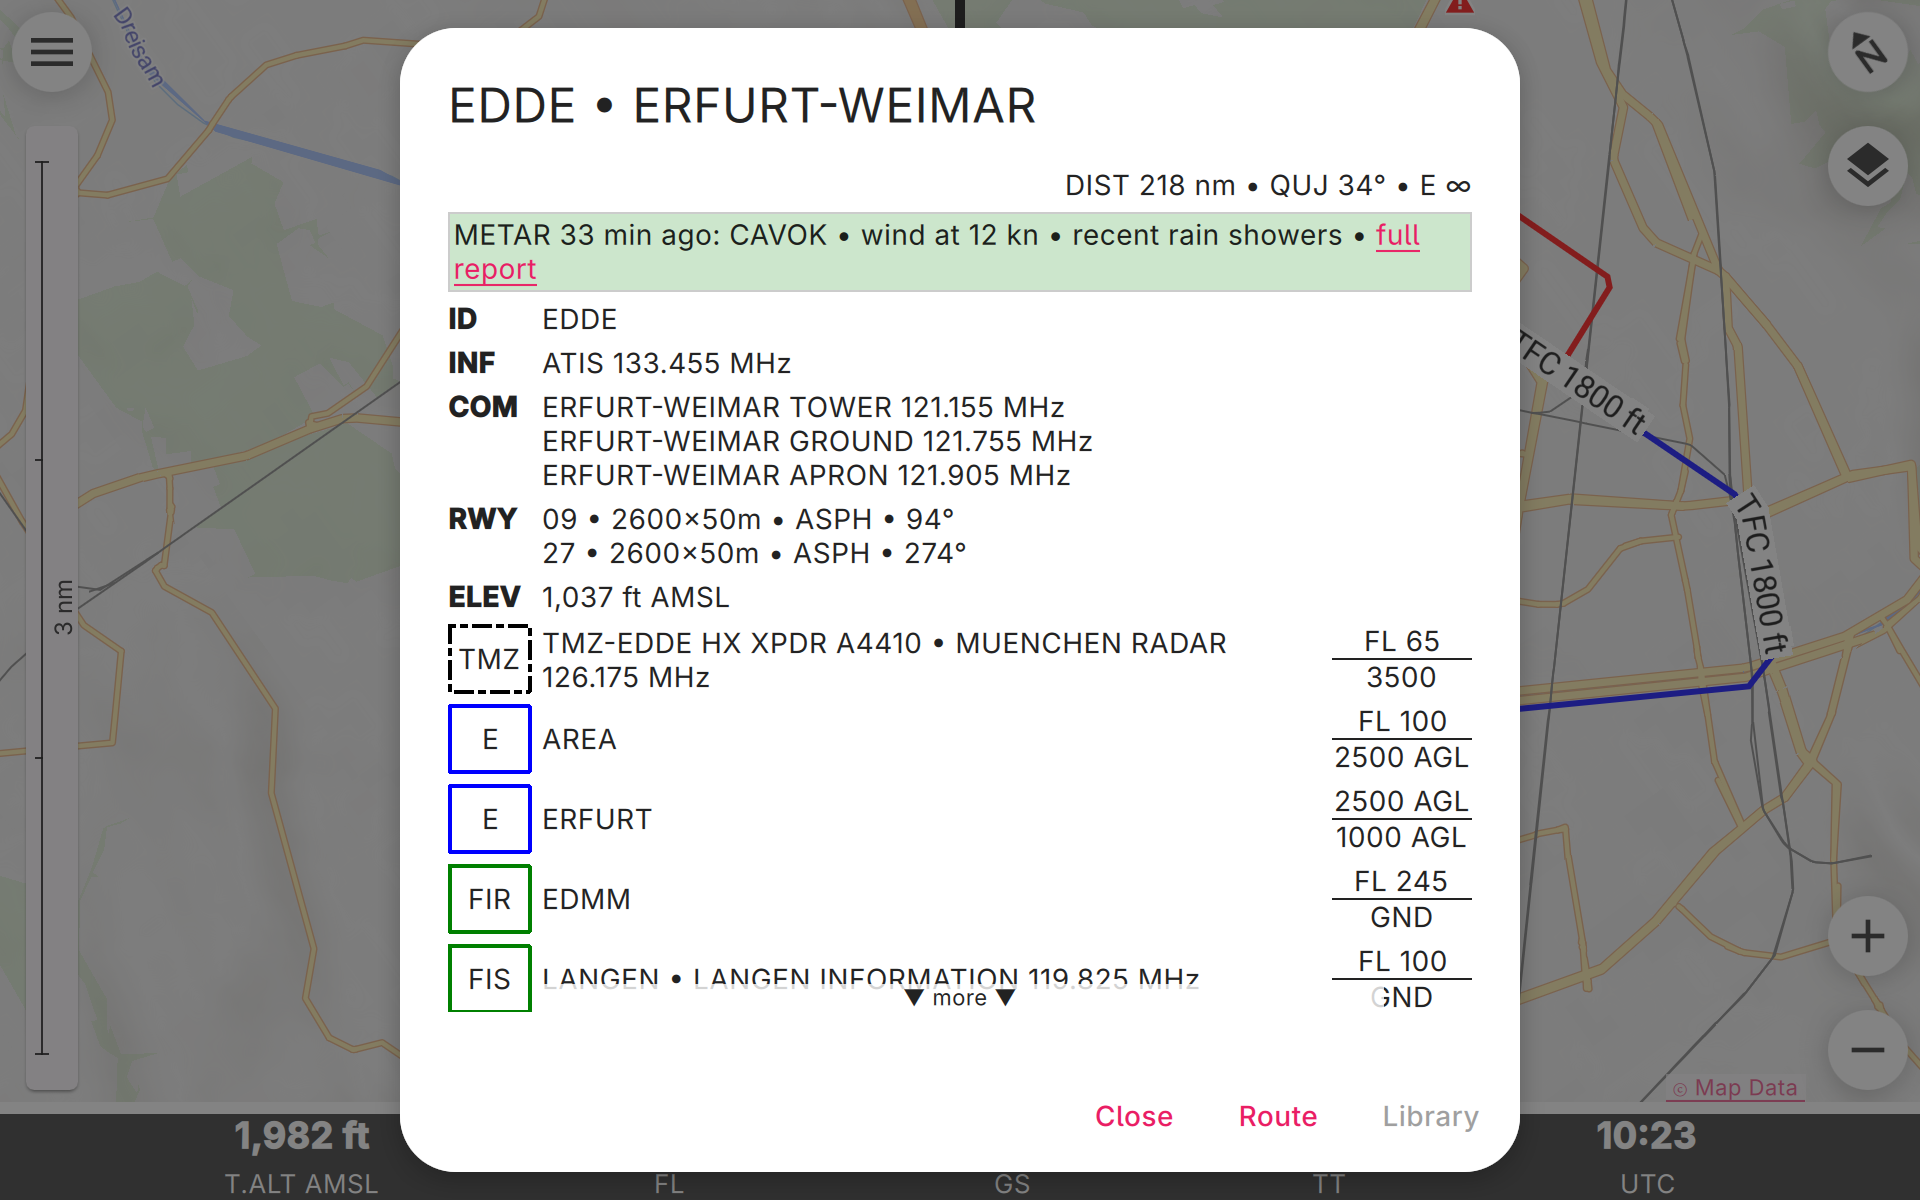 Dreisam
EDDE • ERFURT-WEIMAR
DIST 218 nm • QUJ 34° • E ∞
METAR 33 min ago: CAVOK • wind at 12 kn • recent rain showers • full
report
ID EDDE
INF ATIS 133.455 MHz
COM ERFURT-WEIMAR TOWER 121.155 MHz
ERFURT-WEIMAR GROUND 121.755 MHz
ERFURT-WEIMAR APRON 121.905 MHz
RWY 09 • 2600×50m • ASPH • 94°
27 • 2600×50m • ASPH • 274°
ELEV 1,037 ft AMSL
TMZ TMZ-EDDE HX XPDR A4410 • MUENCHEN RADAR
126.175 MHz
FL 65
3500
E AREA
FL 100
2500 AGL
E ERFURT
2500 AGL
1000 AGL
FIR EDMM
FL 245
GND
FIS LANGEN • LANGEN INFORMATION 119.825 MHz
FL 100
GND
▼ more ▼
Close Route Library
N
TFC 1800 ft
TFC 1800 ft
3 nm
© Map Data
1,982 ft
T.ALT AMSL
FL
GS
TT
10:23
UTC